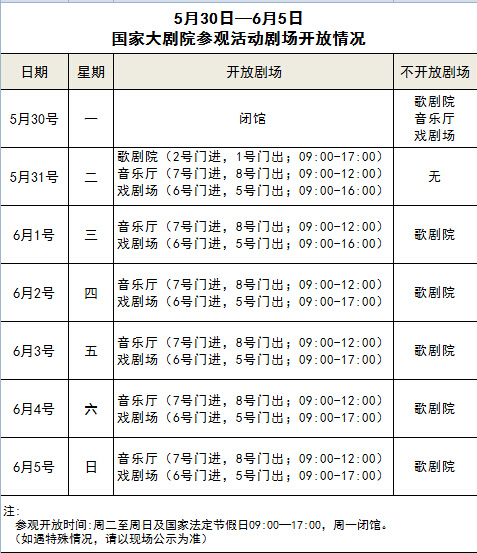 5月30日—6月5日
国家大剧院参观活动剧场开放情况
日期 星期 开放剧场 不开放剧场
5月30号 一 闭馆 歌剧院
音乐厅
戏剧场
5月31号 二 歌剧院（2号门进，1号门出；09:00-17:00）
音乐厅（7号门进，8号门出；09:00-12:00）
戏剧场（6号门进，5号门出；09:00-16:00）
无
6月1号 三 音乐厅（7号门进，8号门出；09:00-12:00）
戏剧场（6号门进，5号门出；09:00-16:00）
歌剧院
6月2号 四 音乐厅（7号门进，8号门出；09:00-12:00）
戏剧场（6号门进，5号门出；09:00-17:00）
歌剧院
6月3号 五 音乐厅（7号门进，8号门出；09:00-12:00）
戏剧场（6号门进，5号门出；09:00-17:00）
歌剧院
6月4号 六 音乐厅（7号门进，8号门出；09:00-12:00）
戏剧场（6号门进，5号门出；09:00-17:00）
歌剧院
6月5号 日 音乐厅（7号门进，8号门出；09:00-12:00）
戏剧场（6号门进，5号门出；09:00-17:00）
歌剧院
注:
参观开放时间:周二至周日及国家法定节假日09:00—17:00，周一闭馆。
（如遇特殊情况，请以现场公示为准）